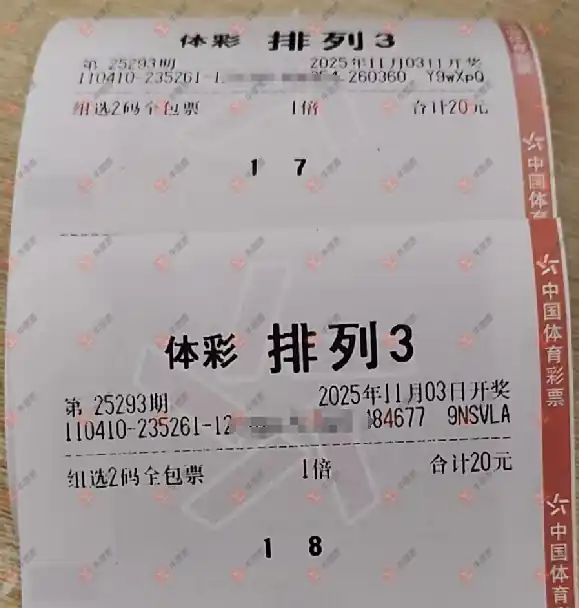 体彩 排列3
第 25293期 2025年11月03日开奖
110410-235261-1 260360 Y9wXpQ
组选2码全包票 1倍 合计20元
1 7
中国体
体彩 排列3
第 25293期 2025年11月03日开奖
110410-235261-12 84677 9NSVLA
组选2码全包票 1倍 合计20元
1 8
中国体育彩票
中国体育